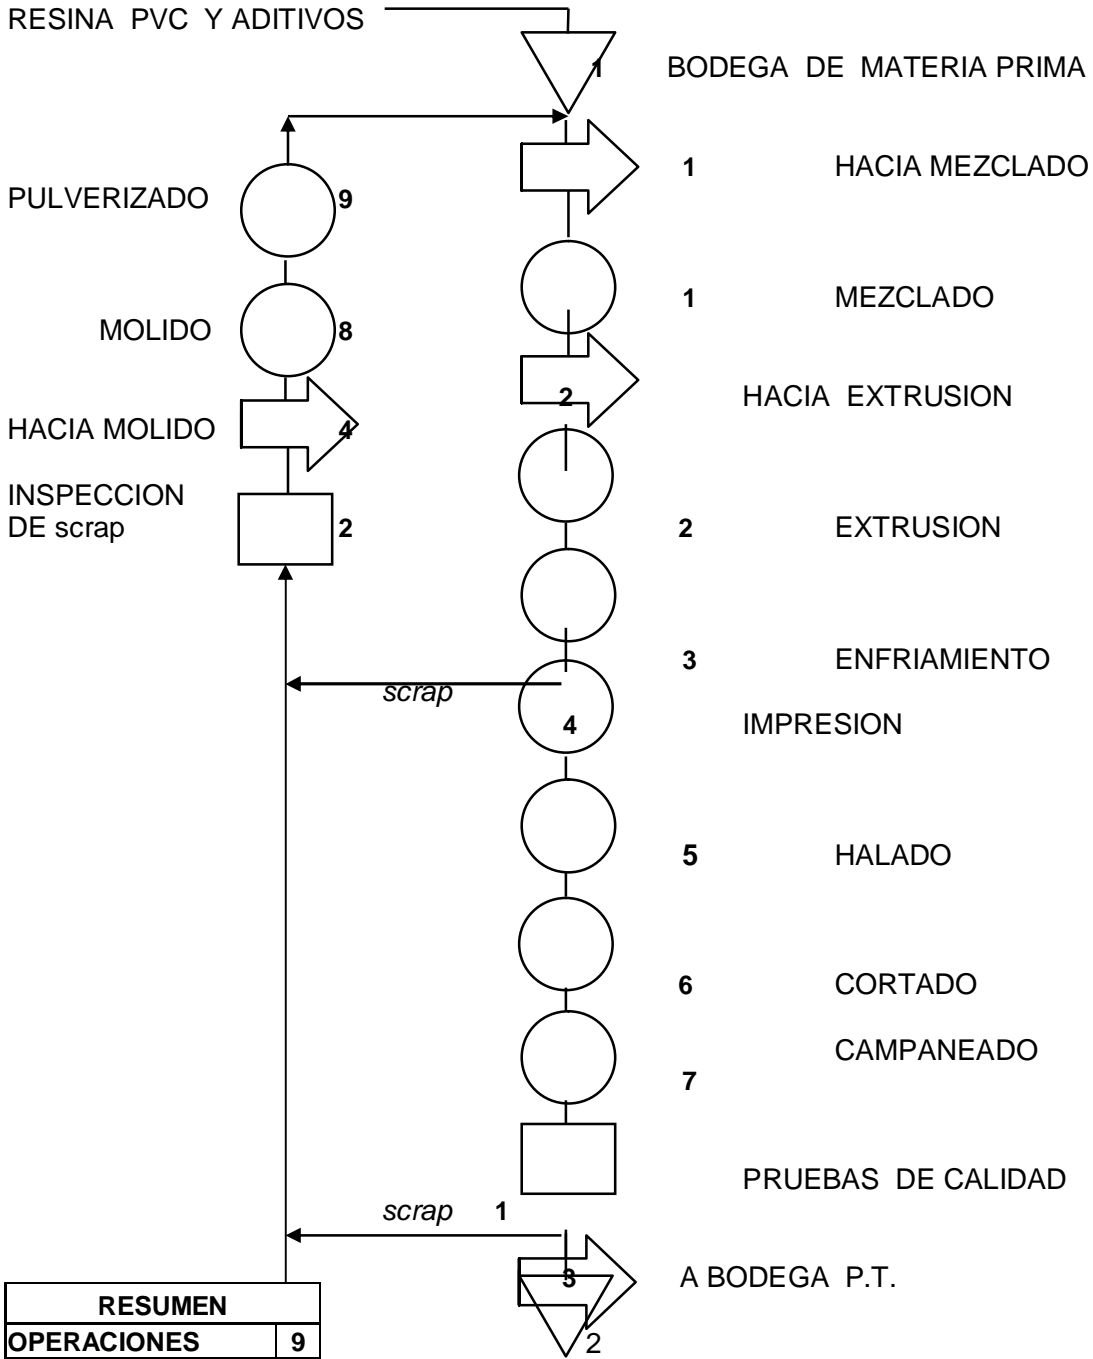 RESINA PVC Y ADITIVOS
1 BODEGA DE MATERIA PRIMA
1 HACIA MEZCLADO
PULVERIZADO 9
1 MEZCLADO
MOLIDO 8
2 HACIA EXTRUSION
HACIA MOLIDO 4
INSPECCION
DE scrap 2
2 EXTRUSION
3 ENFRIAMIENTO
scrap
4 IMPRESION
5 HALADO
6 CORTADO
CAMPANEADO
7
PRUEBAS DE CALIDAD
scrap 1
3 A BODEGA P.T.
RESUMEN
OPERACIONES 9
2